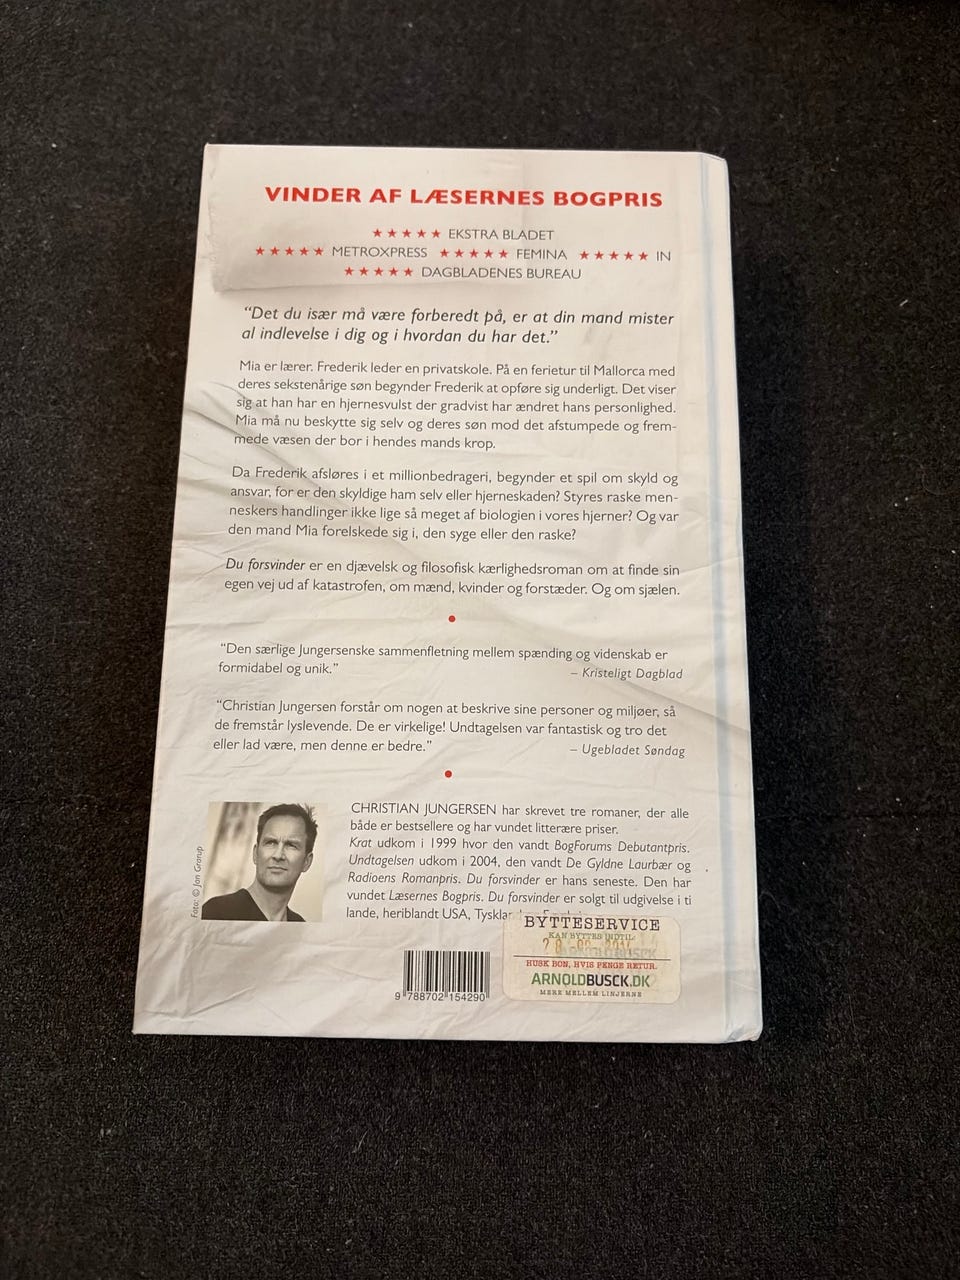 VINDER AF LÆSERNES BOGPRIS
★★★★★ EKSTRA BLADET
★★★★★ METROXPRESS ★★★★★ FEMINA ★★★★★ IN
★★★★★ DAGBLADENES BUREAU
“Det du især må være forberedt på, er at din mand mister
al indlevelse i dig og i hvordan du har det.”
Mia er lærer. Frederik leder en privatskole. På en ferietur til Mallorca med
deres sekstenårige søn begynder Frederik at opføre sig underligt. Det viser
sig at han har en hjernesvulst der gradvist har ændret hans personlighed.
Mia må nu beskytte sig selv og deres søn mod det afstumpede og frem-
mede væsen der bor i hendes mands krop.
Da Frederik afsløres i et millionbedrageri, begynder et spil om skyld og
ansvar, for er den skyldige ham selv eller hjerneskaden? Styres raske men-
neskers handlinger ikke lige så meget af biologien i vores hjerner? Og var
den mand Mia forelskede sig i, den syge eller den raske?
Du forsvinder er en djævelsk og filosofisk kærlighedsroman om at finde sin
egen vej ud af katastrofen, om mænd, kvinder og forstæder. Og om sjælen.
“Den særlige Jungersenske sammenfletning mellem spænding og videnskab er
formidabel og unik.” – Kristeligt Dagblad
“Christian Jungersen forstår om nogen at beskrive sine personer og miljøer, så
de fremstår lyslevende. De er virkelige! Undtagelsen var fantastisk og tro det
eller lad være, men denne er bedre.” – Ugebladet Søndag
Foto: © Jan Grarup
CHRISTIAN JUNGERSEN har skrevet tre romaner, der alle
både er bestsellere og har vundet litterære priser.
Krat udkom i 1999 hvor den vandt BogForums Debutantpris.
Undtagelsen udkom i 2004, den vandt De Gyldne Laurbær og
Radioens Romanpris. Du forsvinder er hans seneste. Den har
vundet Læsernes Bogpris. Du forsvinder er solgt til udgivelse i ti
lande, heriblandt USA,
BYTTESERVICE
KAN BYTTES INDTIL:
HUSK BON, HVIS PENGE RETUR.
ARNOLDBUSCK.DK
MERE MELLEM LINJERNE
9 788702 154290